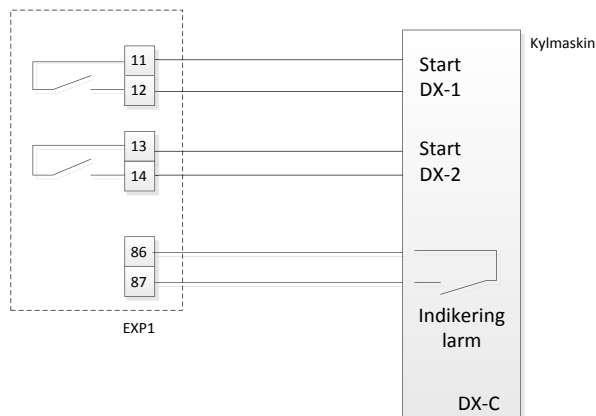 Kylmaskin
11
Start
12
DX-1
13
Start
14
DX-2
86
87
Indikering
larm
EXP1
DX-C